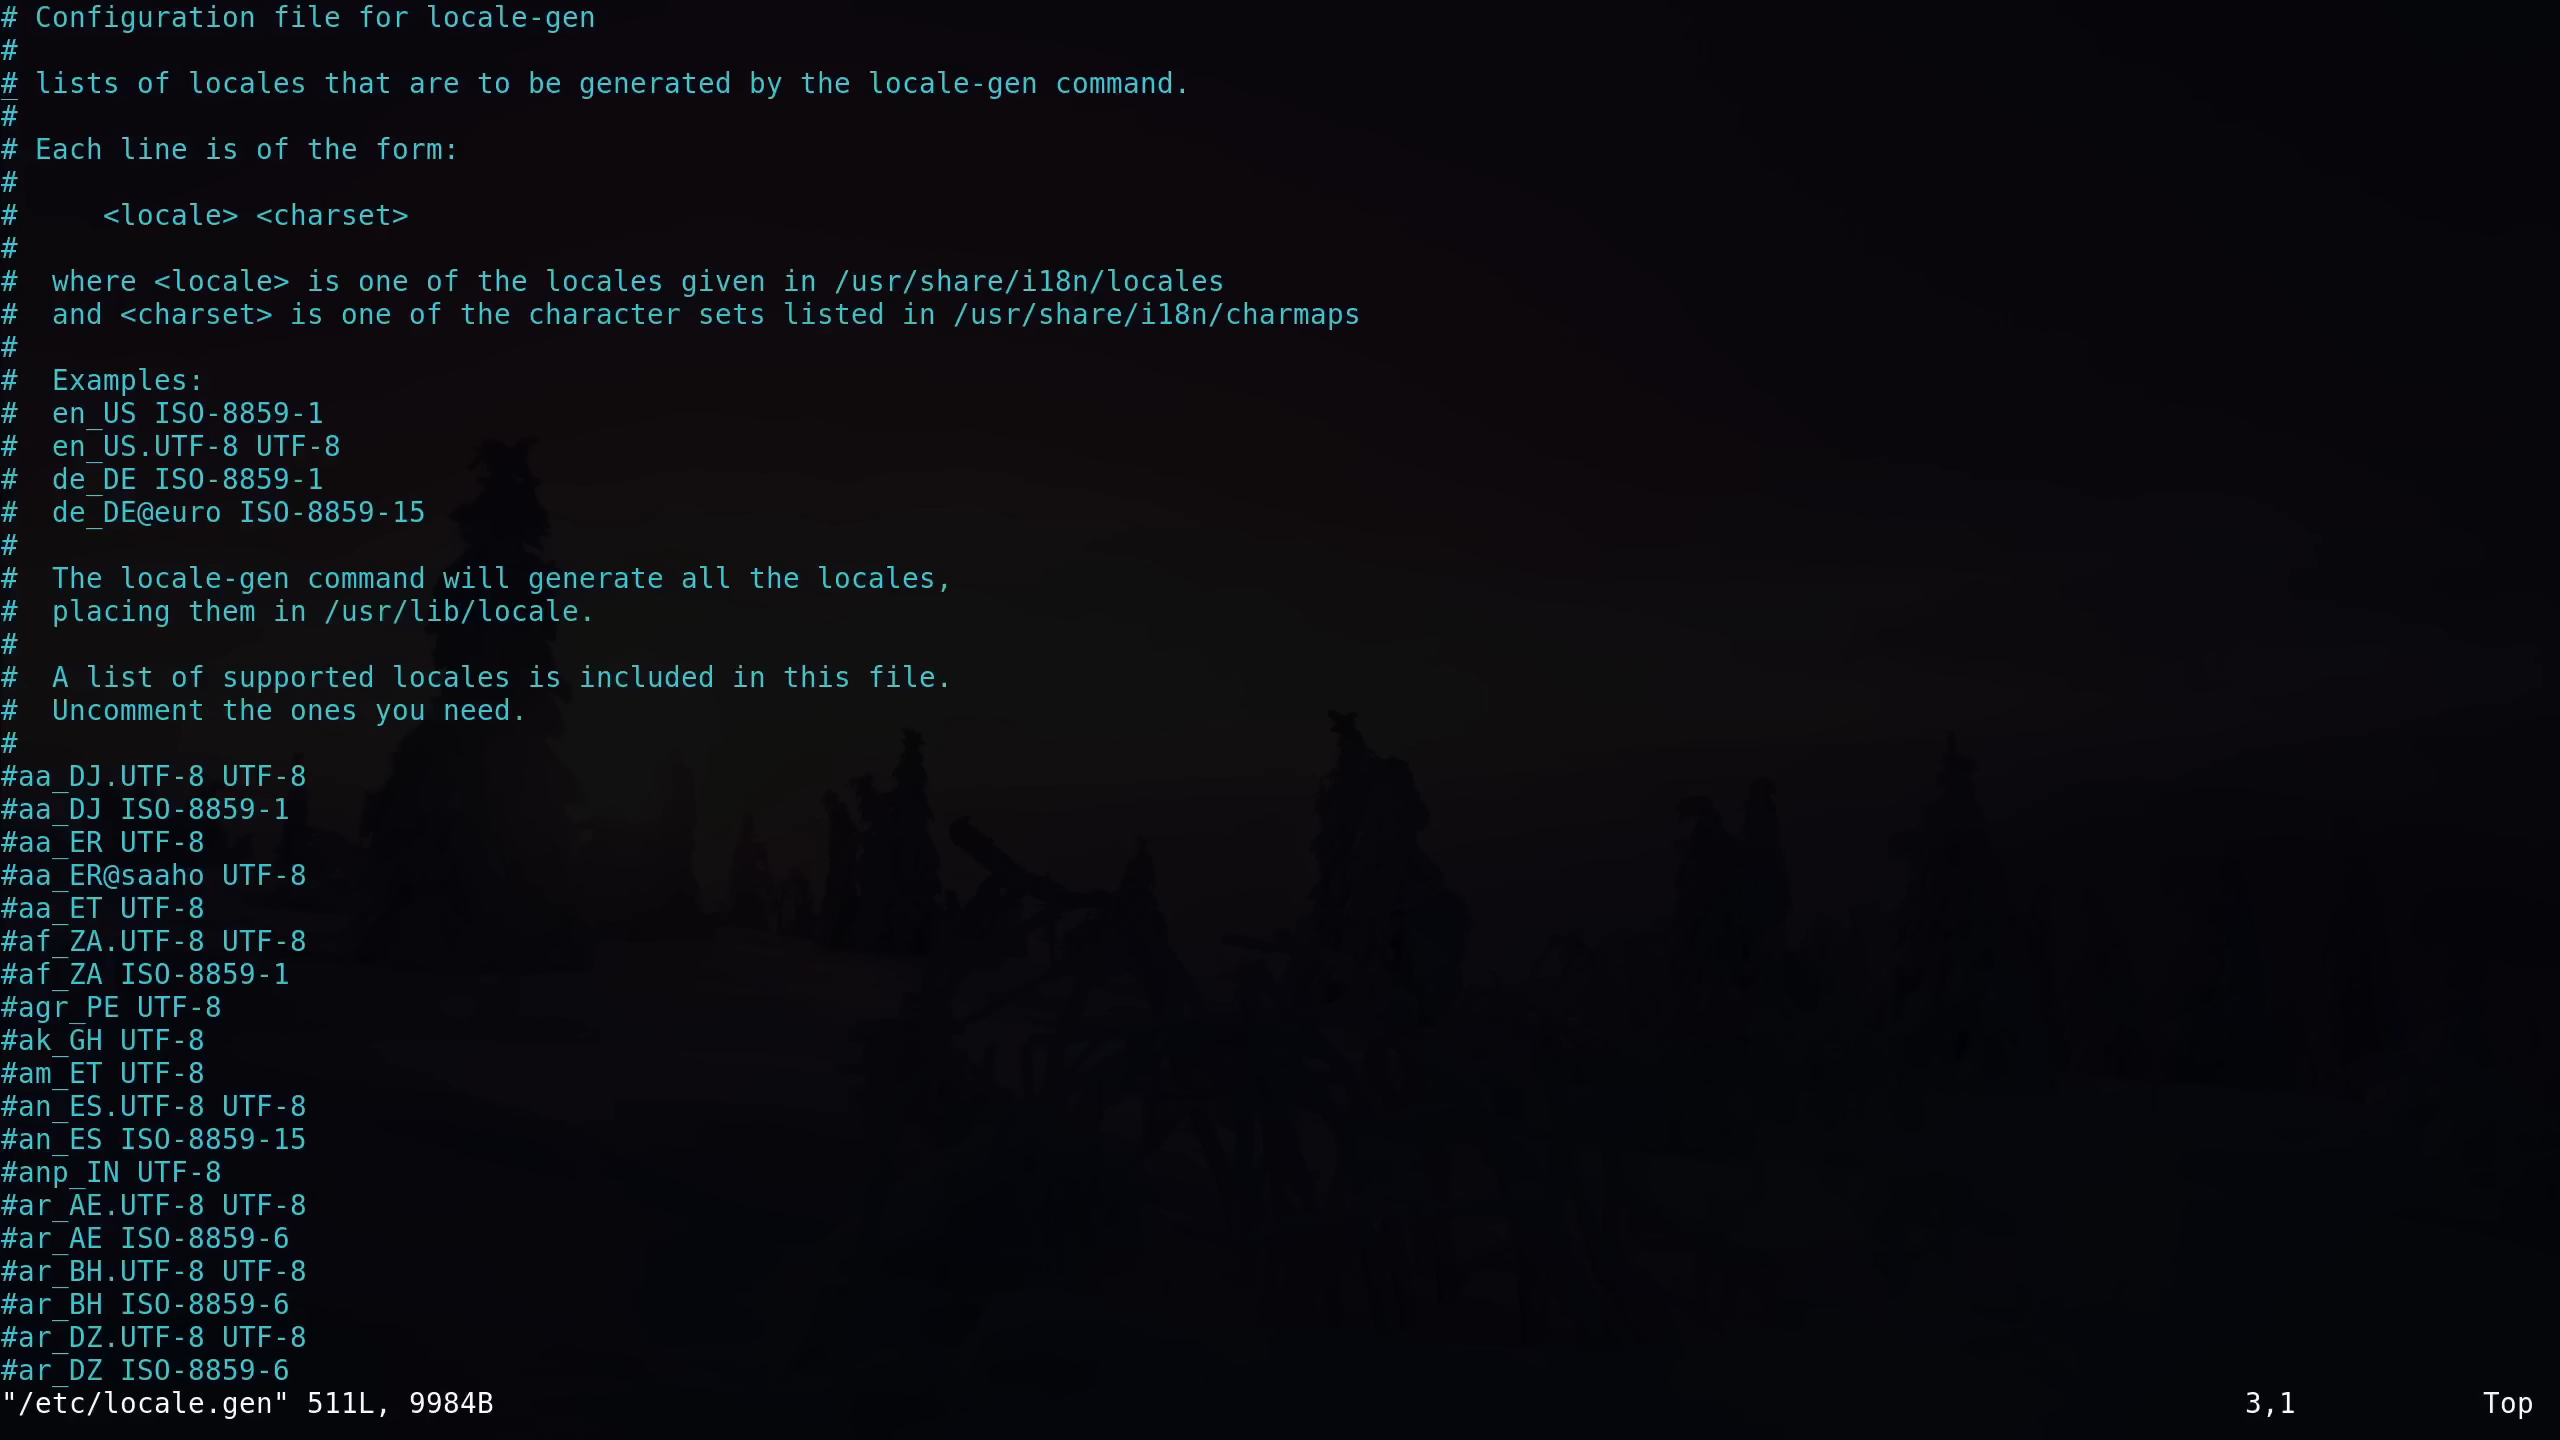 # Configuration file for locale-gen
#
# lists of locales that are to be generated by the locale-gen command.
#
# Each line is of the form:
#
#     <locale> <charset>
#
#  where <locale> is one of the locales given in /usr/share/i18n/locales
#  and <charset> is one of the character sets listed in /usr/share/i18n/charmaps
#
#  Examples:
#  en_US ISO-8859-1
#  en_US.UTF-8 UTF-8
#  de_DE ISO-8859-1
#  de_DE@euro ISO-8859-15
#
#  The locale-gen command will generate all the locales,
#  placing them in /usr/lib/locale.
#
#  A list of supported locales is included in this file.
#  Uncomment the ones you need.
#
#aa_DJ.UTF-8 UTF-8
#aa_DJ ISO-8859-1
#aa_ER UTF-8
#aa_ER@saaho UTF-8
#aa_ET UTF-8
#af_ZA.UTF-8 UTF-8
#af_ZA ISO-8859-1
#agr_PE UTF-8
#ak_GH UTF-8
#am_ET UTF-8
#an_ES.UTF-8 UTF-8
#an_ES ISO-8859-15
#anp_IN UTF-8
#ar_AE.UTF-8 UTF-8
#ar_AE ISO-8859-6
#ar_BH.UTF-8 UTF-8
#ar_BH ISO-8859-6
#ar_DZ.UTF-8 UTF-8
#ar_DZ ISO-8859-6
"/etc/locale.gen" 511L, 9984B 3,1 Top